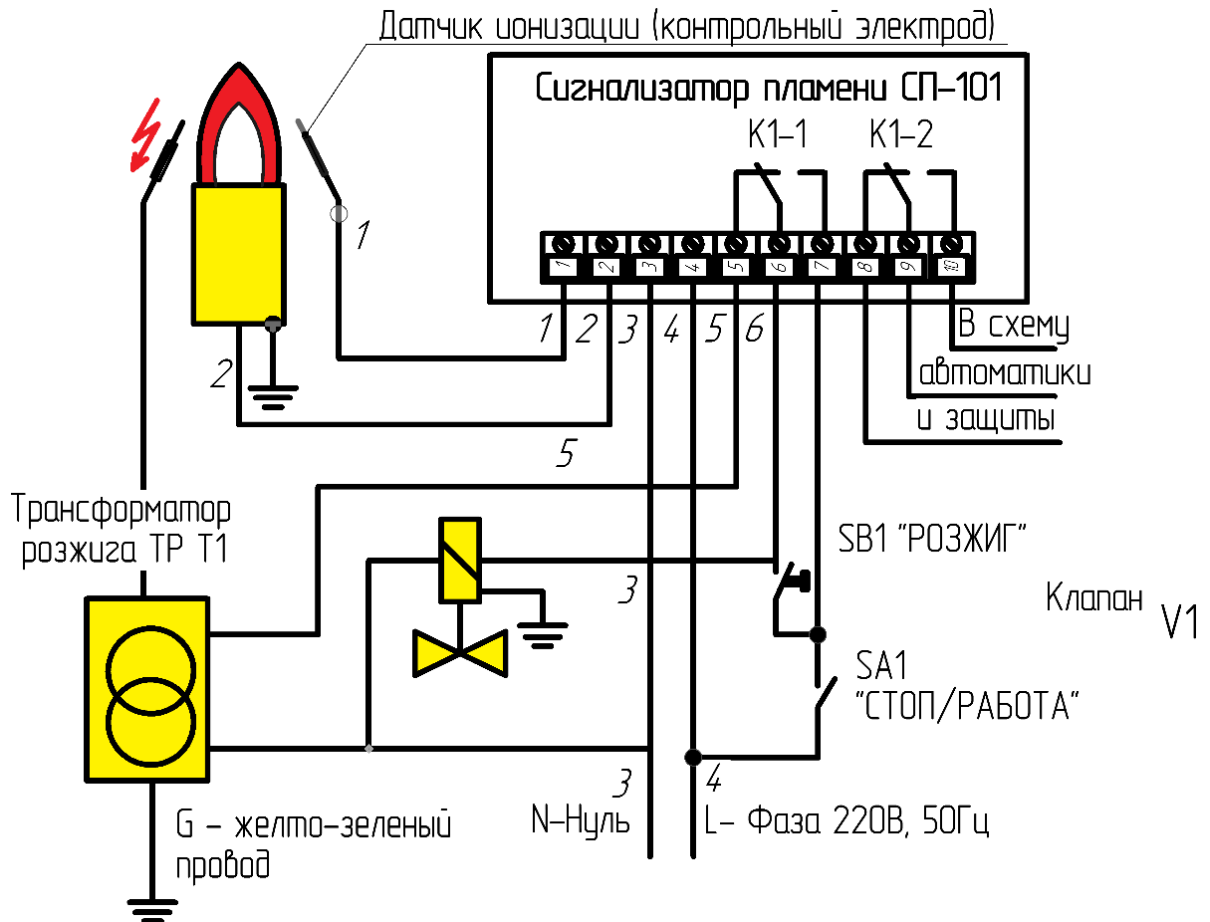 Датчик ионизации (контрольный электрод)
Сигнализатор пламени СП-101
К1-1
К1-2
1
1 2 3 4 5 6 7 8 9 10
1 2 3 4 5 6
В схему
автоматики
и защиты
2
5
Трансформатор
розжига ТР Т1
SB1 "РОЗЖИГ"
3
Клапан
V1
SA1
"СТОП/РАБОТА"
3
4
G - желто-зеленый
провод
N-Нуль
L- Фаза 220В, 50Гц